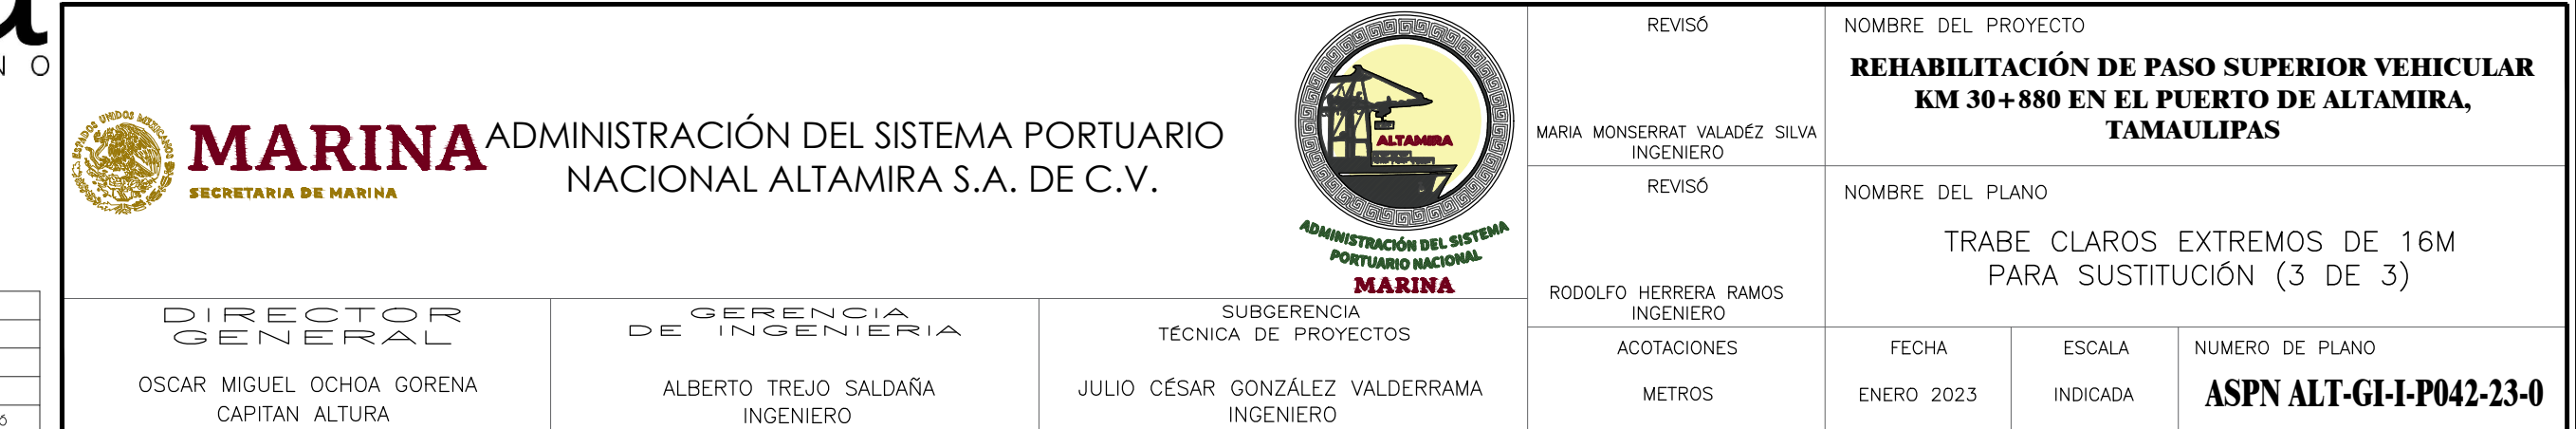 N O
ESTADOS UNIDOS MEXICANOS
MARINA
SECRETARIA DE MARINA
ADMINISTRACIÓN DEL SISTEMA PORTUARIO
NACIONAL ALTAMIRA S.A. DE C.V.
ALTAMIRA
ADMINISTRACIÓN DEL SISTEMA
PORTUARIO NACIONAL
MARINA
REVISÓ
MARIA MONSERRAT VALADÉZ SILVA
INGENIERO
NOMBRE DEL PROYECTO
REHABILITACIÓN DE PASO SUPERIOR VEHICULAR
KM 30+880 EN EL PUERTO DE ALTAMIRA,
TAMAULIPAS
REVISÓ
RODOLFO HERRERA RAMOS
INGENIERO
NOMBRE DEL PLANO
TRABE CLAROS EXTREMOS DE 16M
PARA SUSTITUCIÓN (3 DE 3)
DIRECTOR
GENERAL
OSCAR MIGUEL OCHOA GORENA
CAPITAN ALTURA
GERENCIA
DE INGENIERIA
ALBERTO TREJO SALDAÑA
INGENIERO
SUBGERENCIA
TÉCNICA DE PROYECTOS
JULIO CÉSAR GONZÁLEZ VALDERRAMA
INGENIERO
ACOTACIONES
METROS
FECHA
ENERO 2023
ESCALA
INDICADA
NUMERO DE PLANO
ASPN ALT-GI-I-P042-23-0